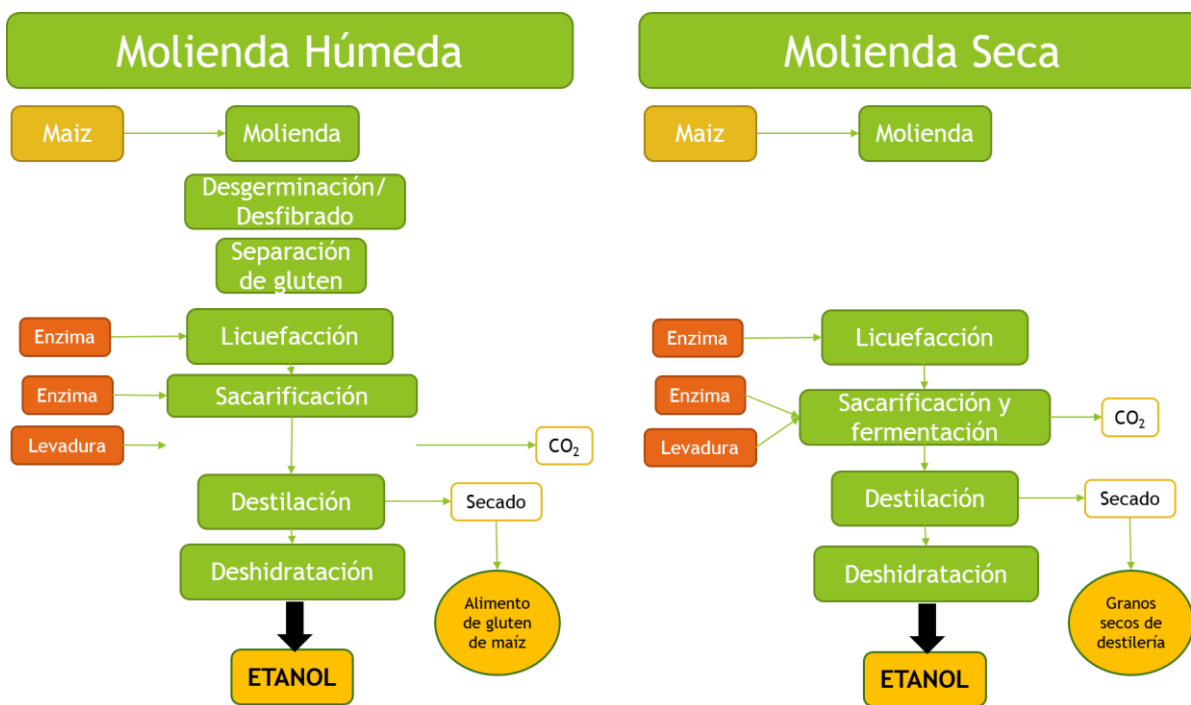 Molienda Húmeda
Maiz
Molienda
Desgerminación/
Desfibrado
Separación
de gluten
Enzima
Licuefacción
Enzima
Sacarificación
Levadura
CO₂
Destilación
Secado
Deshidratación
Alimento
de gluten
de maíz
ETANOL
Molienda Seca
Maiz
Molienda
Enzima
Licuefacción
Enzima
Levadura
Sacarificación y
fermentación
CO₂
Destilación
Secado
Deshidratación
Granos
secos de
destilería
ETANOL